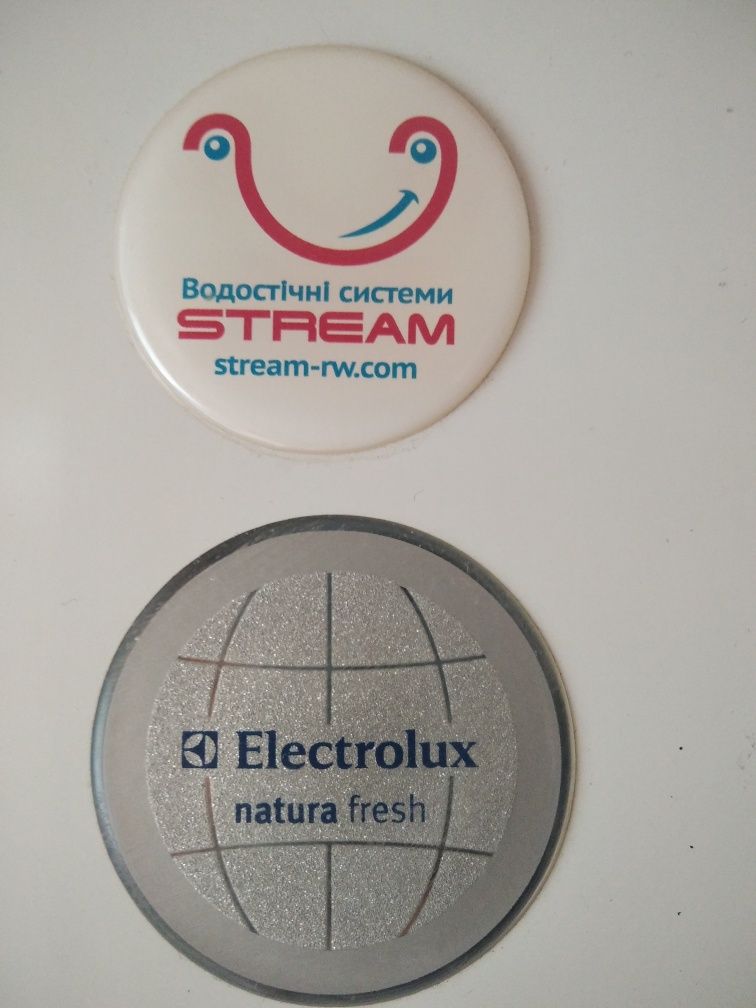 Водостічні системи
STREAM
stream-rw.com
Electrolux
natura fresh